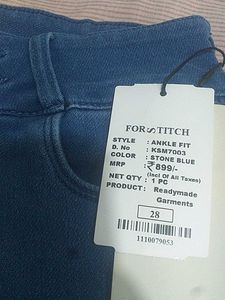 FORSTITCH
STYLE : ANKLE FIT
D. No : KSM7003
COLOR : STONE BLUE
MRP : ₹ 899/-
(Incl Of All Taxes)
NET QTY : 1 PC
PRODUCT : Readymade
Garments
28
1110079053